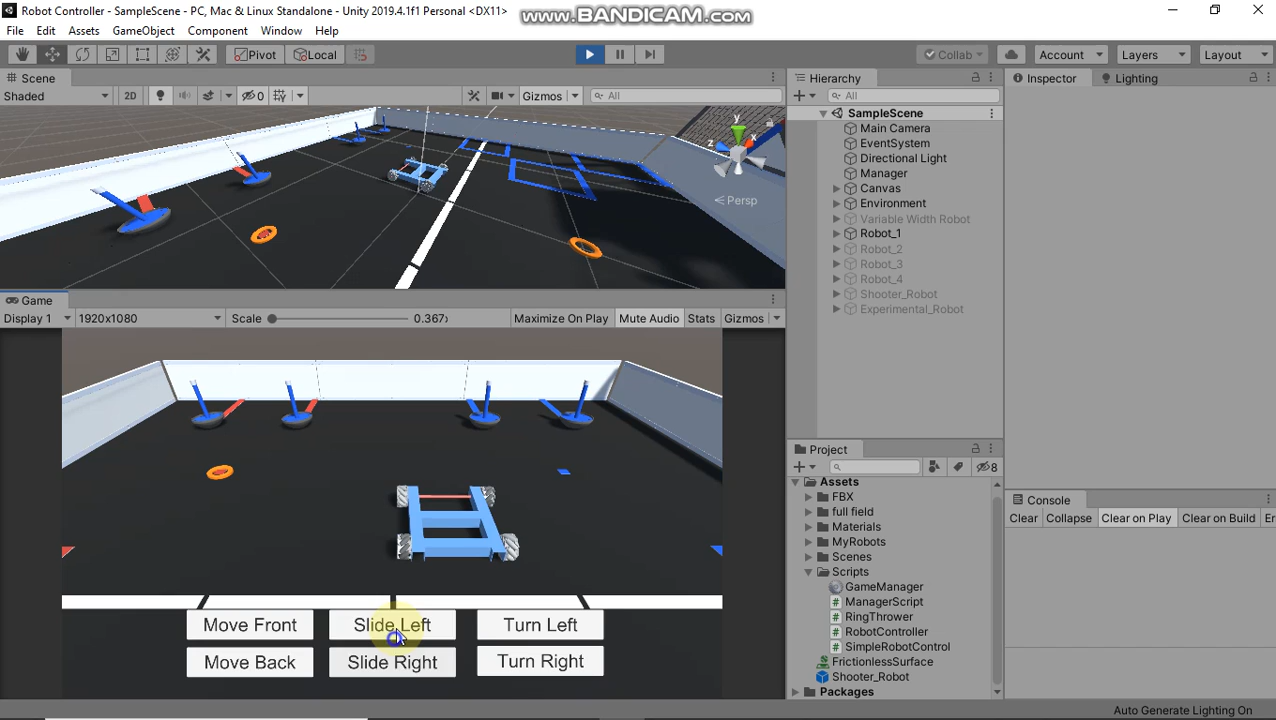 Robot Controller - SampleScene - PC, Mac & Linux Standalone - Unity 2019.4.1f1 Personal <DX11>
www.BANDICAM.com
File Edit Assets GameObject Component Window Help
Pivot Local Collab Account Layers Layout
Scene
Shaded 2D 0 Gizmos All
y
z x
Persp
Game
Display 1 1920x1080 Scale 0.367 Maximize On Play Mute Audio Stats Gizmos
Move Front Slide Left Turn Left
Move Back Slide Right Turn Right
Hierarchy
All
SampleScene
Main Camera
EventSystem
Directional Light
Manager
Canvas
Environment
Variable Width Robot
Robot_1
Robot_2
Robot_3
Robot_4
Shooter_Robot
Experimental_Robot
Project
8
Assets
FBX
full field
Materials
MyRobots
Scenes
Scripts
GameManager
ManagerScript
RingThrower
RobotController
SimpleRobotControl
FrictionlessSurface
Shooter_Robot
Packages
Inspector Lighting
Console
Clear Collapse Clear on Play Clear on Build
Auto Generate Lighting On